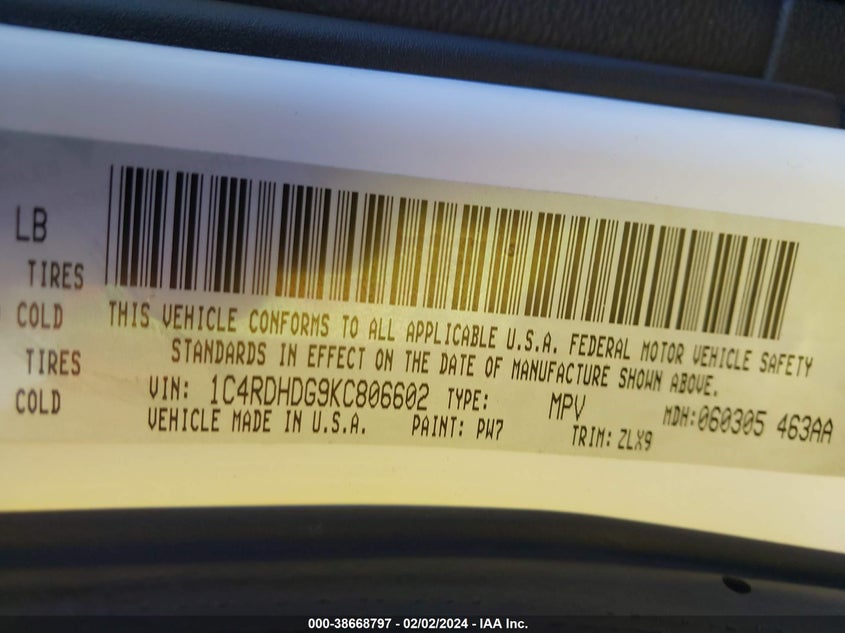 LB
TIRES
COLD
THIS VEHICLE CONFORMS TO ALL APPLICABLE U.S.A. FEDERAL MOTOR VEHICLE SAFETY
TIRES
STANDARDS IN EFFECT ON THE DATE OF MANUFACTURE SHOWN ABOVE.
COLD
VIN: 1C4RDHDG9KC806602 TYPE: MPV MDH:060305 463AA
VEHICLE MADE IN U.S.A. PAINT: PW7 TRIM: ZLX9
000-38668797 - 02/02/2024 - IAA Inc.